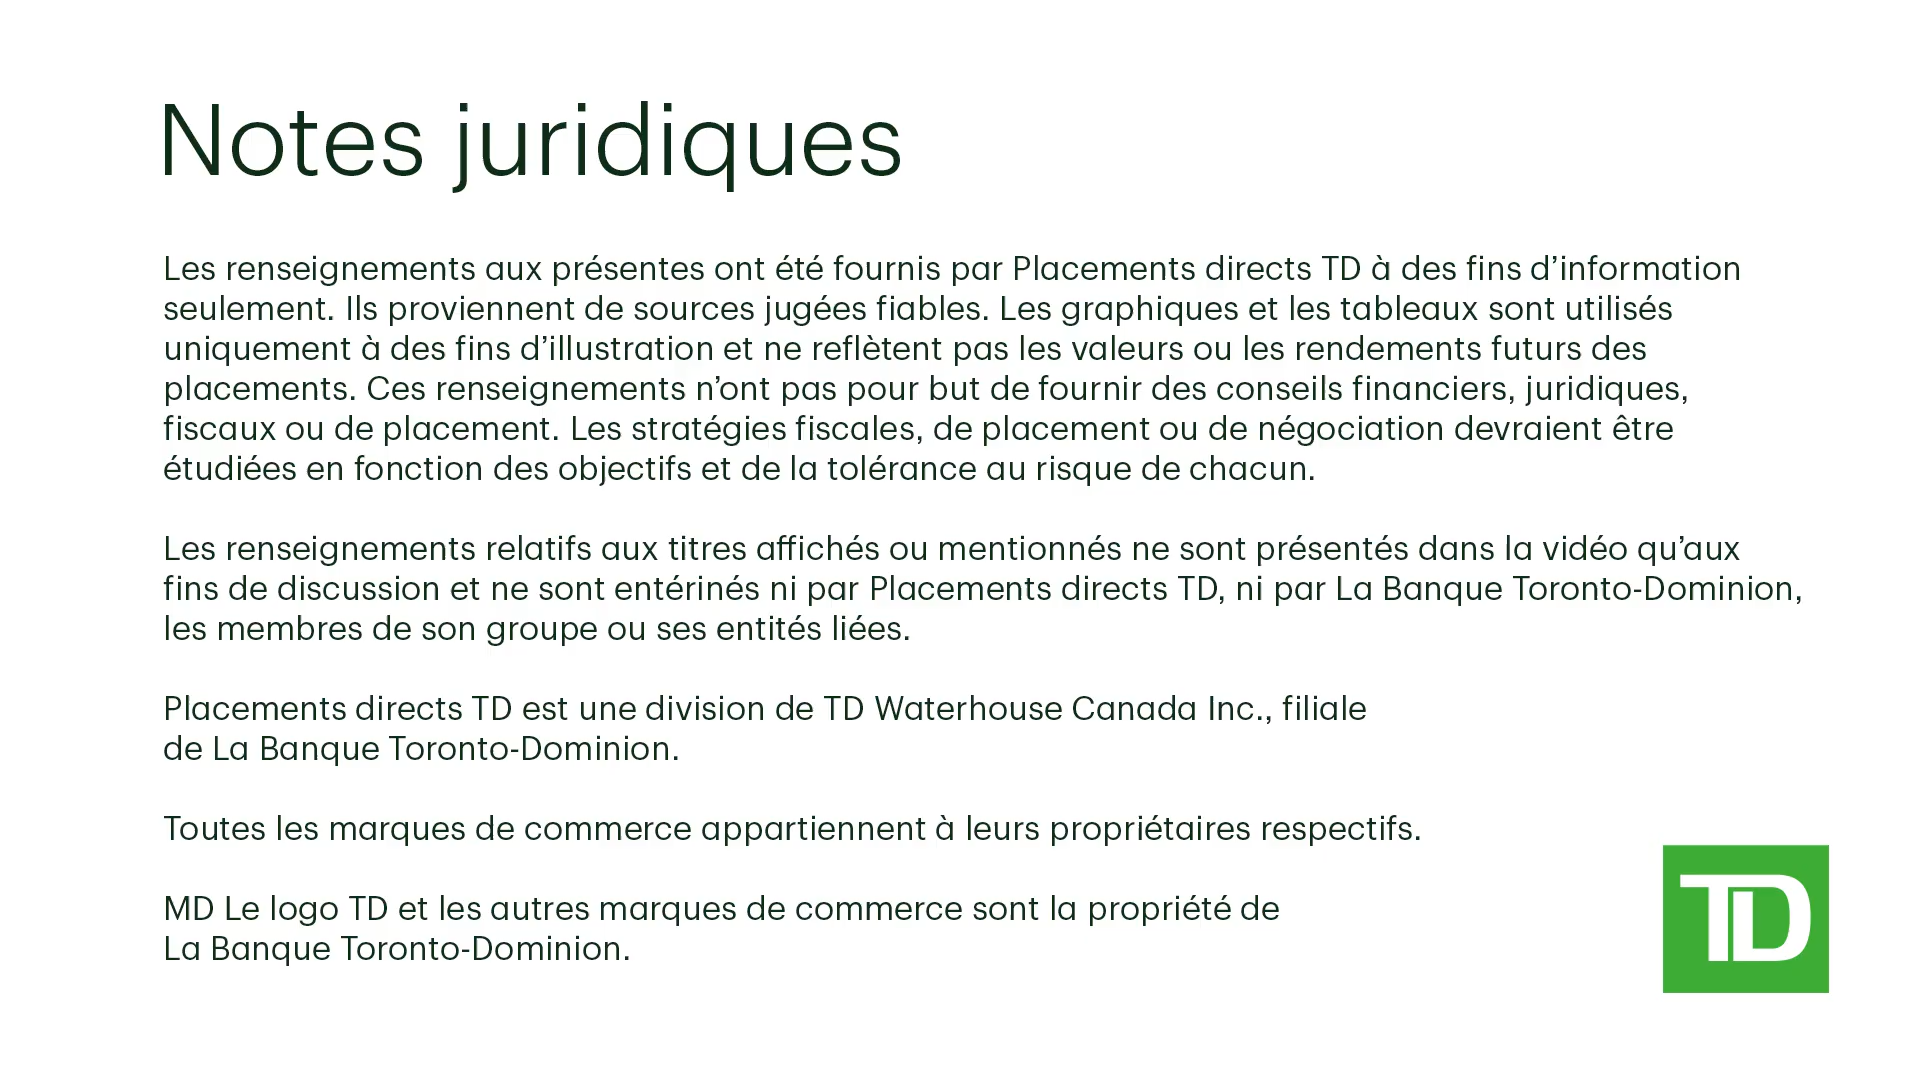 Notes juridiques
Les renseignements aux présentes ont été fournis par Placements directs TD à des fins d’information
seulement. Ils proviennent de sources jugées fiables. Les graphiques et les tableaux sont utilisés
uniquement à des fins d’illustration et ne reflètent pas les valeurs ou les rendements futurs des
placements. Ces renseignements n’ont pas pour but de fournir des conseils financiers, juridiques,
fiscaux ou de placement. Les stratégies fiscales, de placement ou de négociation devraient être
étudiées en fonction des objectifs et de la tolérance au risque de chacun.
Les renseignements relatifs aux titres affichés ou mentionnés ne sont présentés dans la vidéo qu’aux
fins de discussion et ne sont entérinés ni par Placements directs TD, ni par La Banque Toronto-Dominion,
les membres de son groupe ou ses entités liées.
Placements directs TD est une division de TD Waterhouse Canada Inc., filiale
de La Banque Toronto-Dominion.
Toutes les marques de commerce appartiennent à leurs propriétaires respectifs.
MD Le logo TD et les autres marques de commerce sont la propriété de
La Banque Toronto-Dominion.
TD